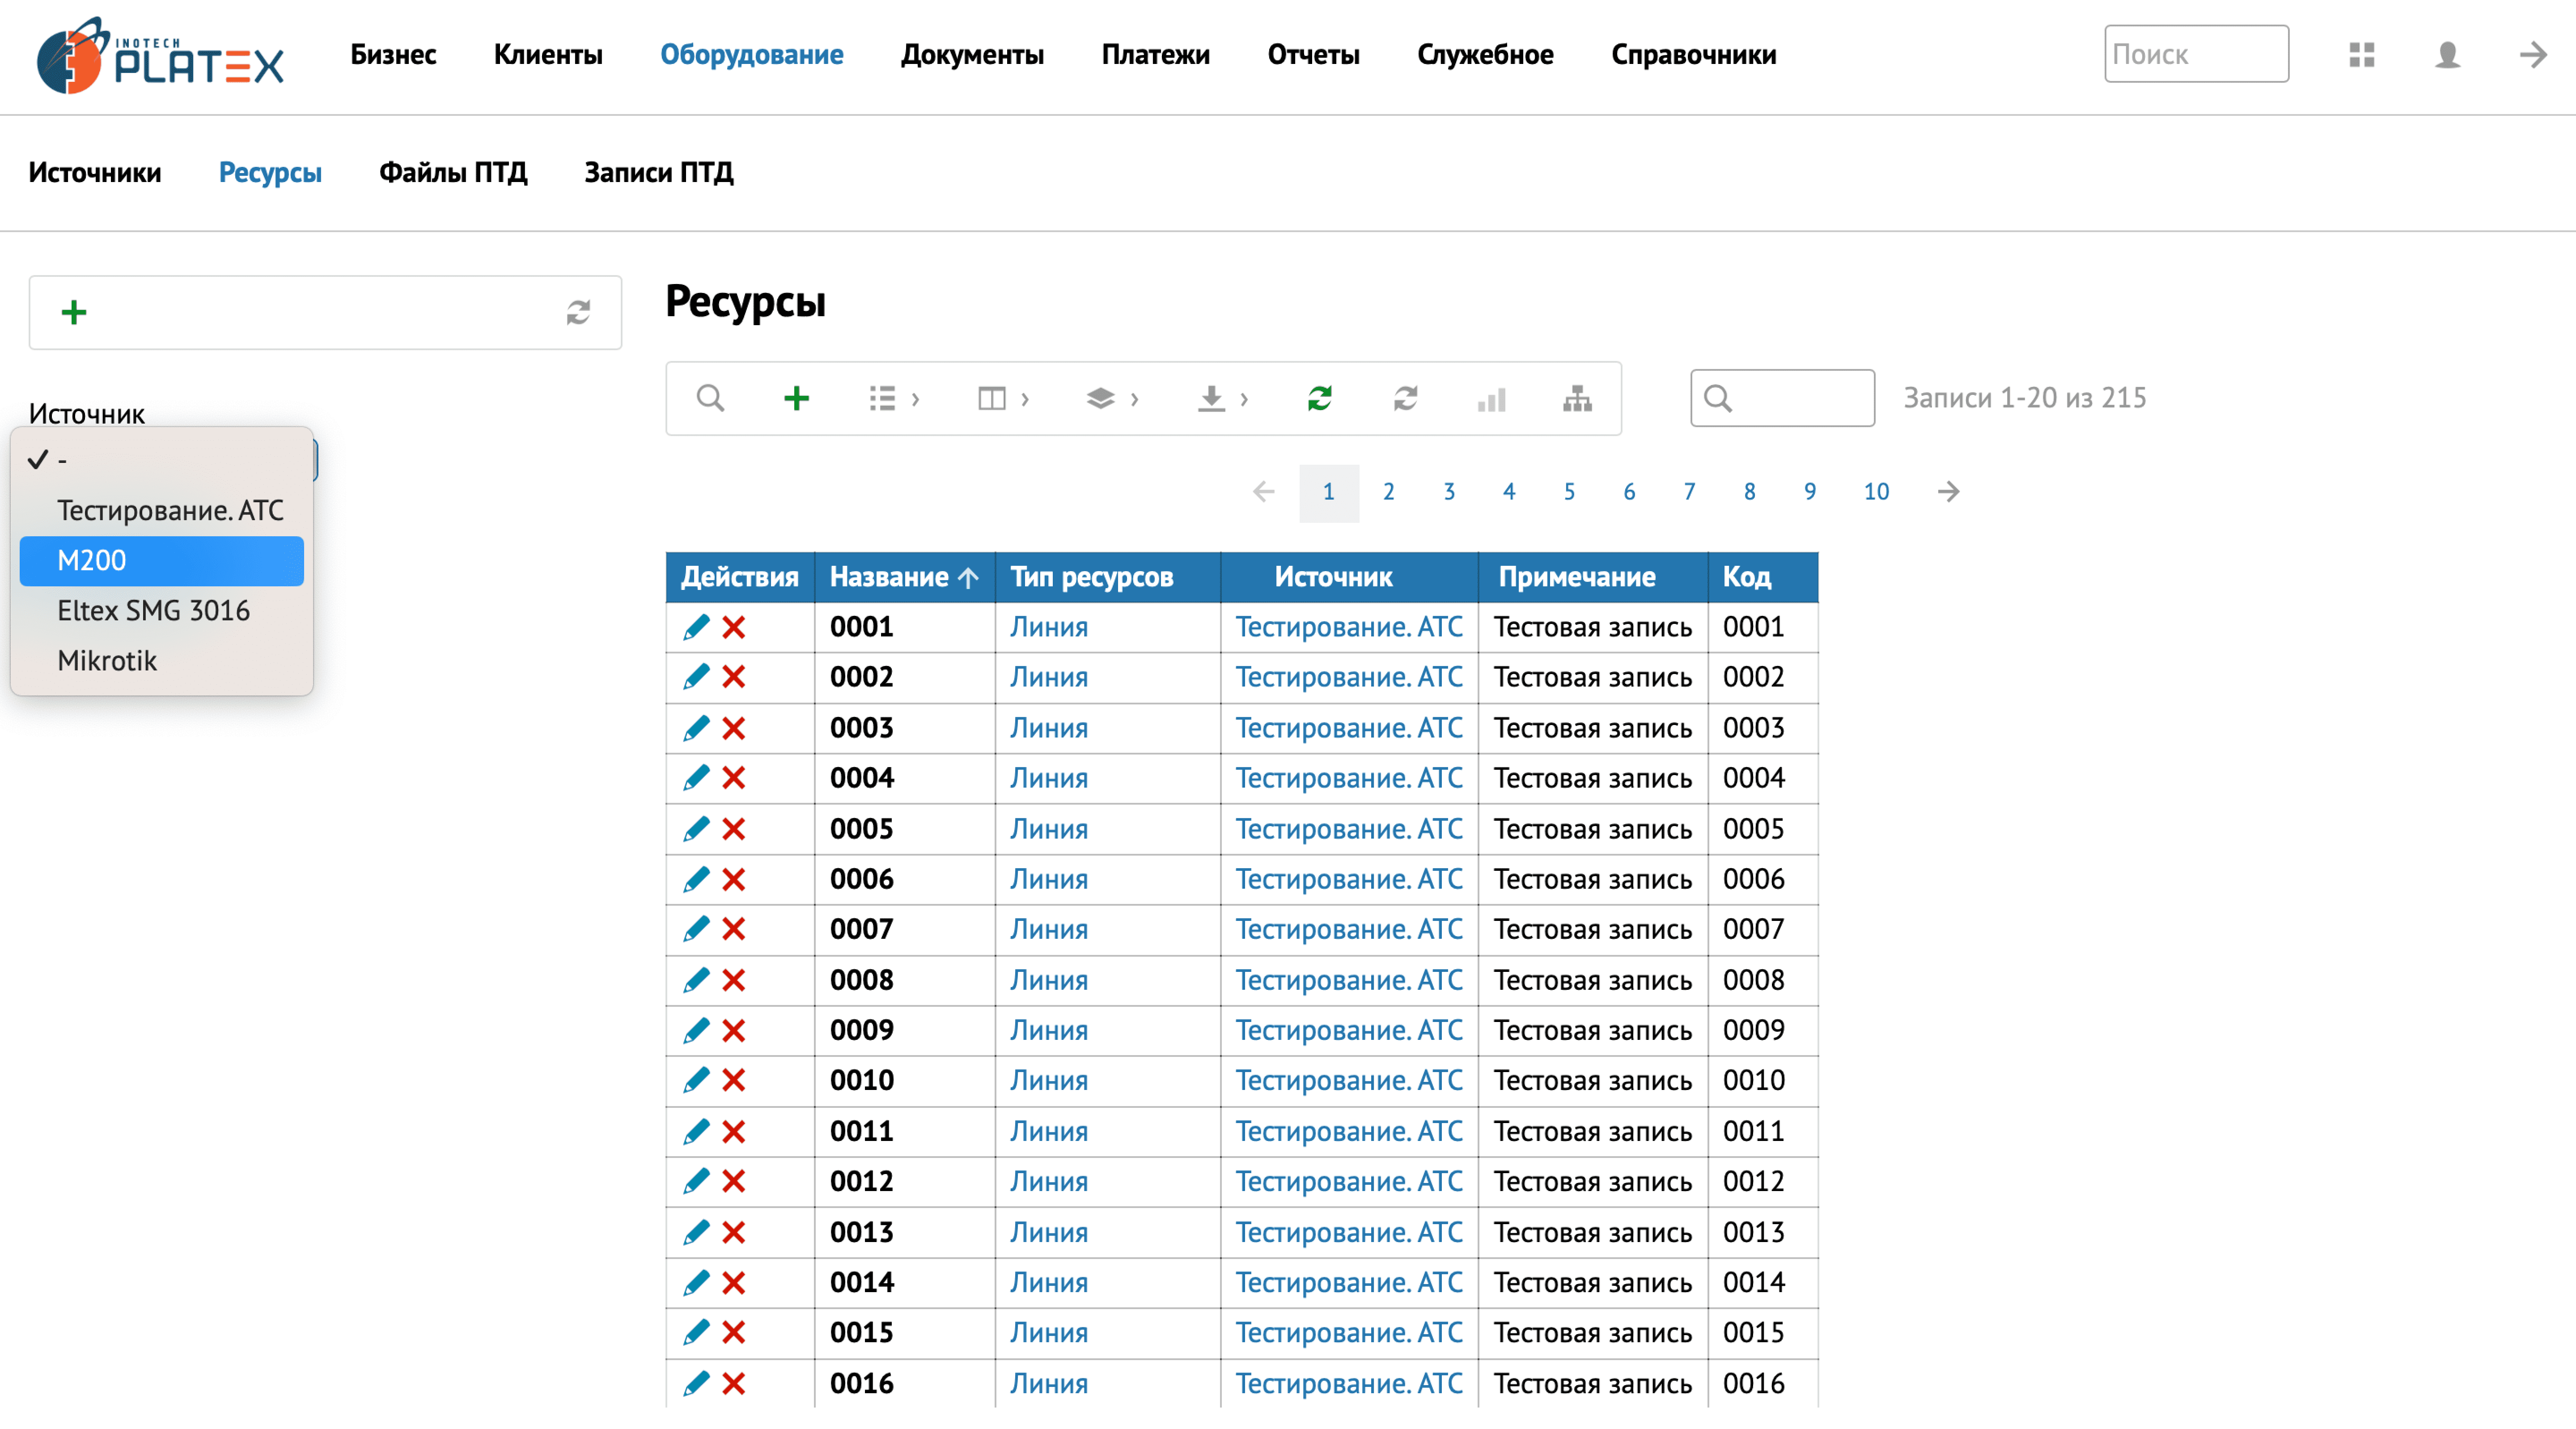 INOTECH
PLATEX
Бизнес Клиенты Оборудование Документы Платежи Отчеты Служебное Справочники Поиск
Источники Ресурсы Файлы ПТД Записи ПТД
Ресурсы
Записи 1-20 из 215
Источник
-
Тестирование. АТС
M200
Eltex SMG 3016
Mikrotik
1 2 3 4 5 6 7 8 9 10
Действия Название Тип ресурсов Источник Примечание Код
0001 Линия Тестирование. АТС Тестовая запись 0001
0002 Линия Тестирование. АТС Тестовая запись 0002
0003 Линия Тестирование. АТС Тестовая запись 0003
0004 Линия Тестирование. АТС Тестовая запись 0004
0005 Линия Тестирование. АТС Тестовая запись 0005
0006 Линия Тестирование. АТС Тестовая запись 0006
0007 Линия Тестирование. АТС Тестовая запись 0007
0008 Линия Тестирование. АТС Тестовая запись 0008
0009 Линия Тестирование. АТС Тестовая запись 0009
0010 Линия Тестирование. АТС Тестовая запись 0010
0011 Линия Тестирование. АТС Тестовая запись 0011
0012 Линия Тестирование. АТС Тестовая запись 0012
0013 Линия Тестирование. АТС Тестовая запись 0013
0014 Линия Тестирование. АТС Тестовая запись 0014
0015 Линия Тестирование. АТС Тестовая запись 0015
0016 Линия Тестирование. АТС Тестовая запись 0016